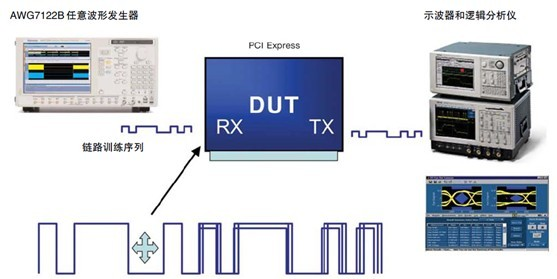 AWG7122B 任意波形发生器
示波器和逻辑分析仪
PCI Express
DUT
RX
TX
链路训练序列